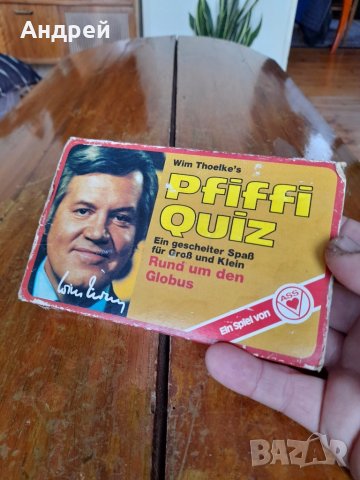 Андрей
Wim Thoelke's
Pfiffi
QUIZ
Ein gescheiter Spaß
für Groß und Klein
Rund um den
Globus
Ein Spiel von
ASS
BAZAR